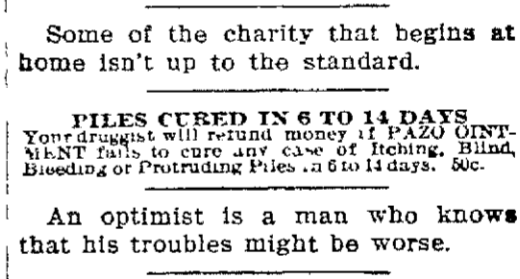 Some of the charity that begins at
home isn't up to the standard.
PILES CURED IN 6 TO 14 DAYS
Your druggist will refund money if PAZO OINT-
MENT fails to cure any case of Itching, Blind,
Bleeding or Protruding Piles in 6 to 14 days. 50c.
An optimist is a man who knows
that his troubles might be worse.